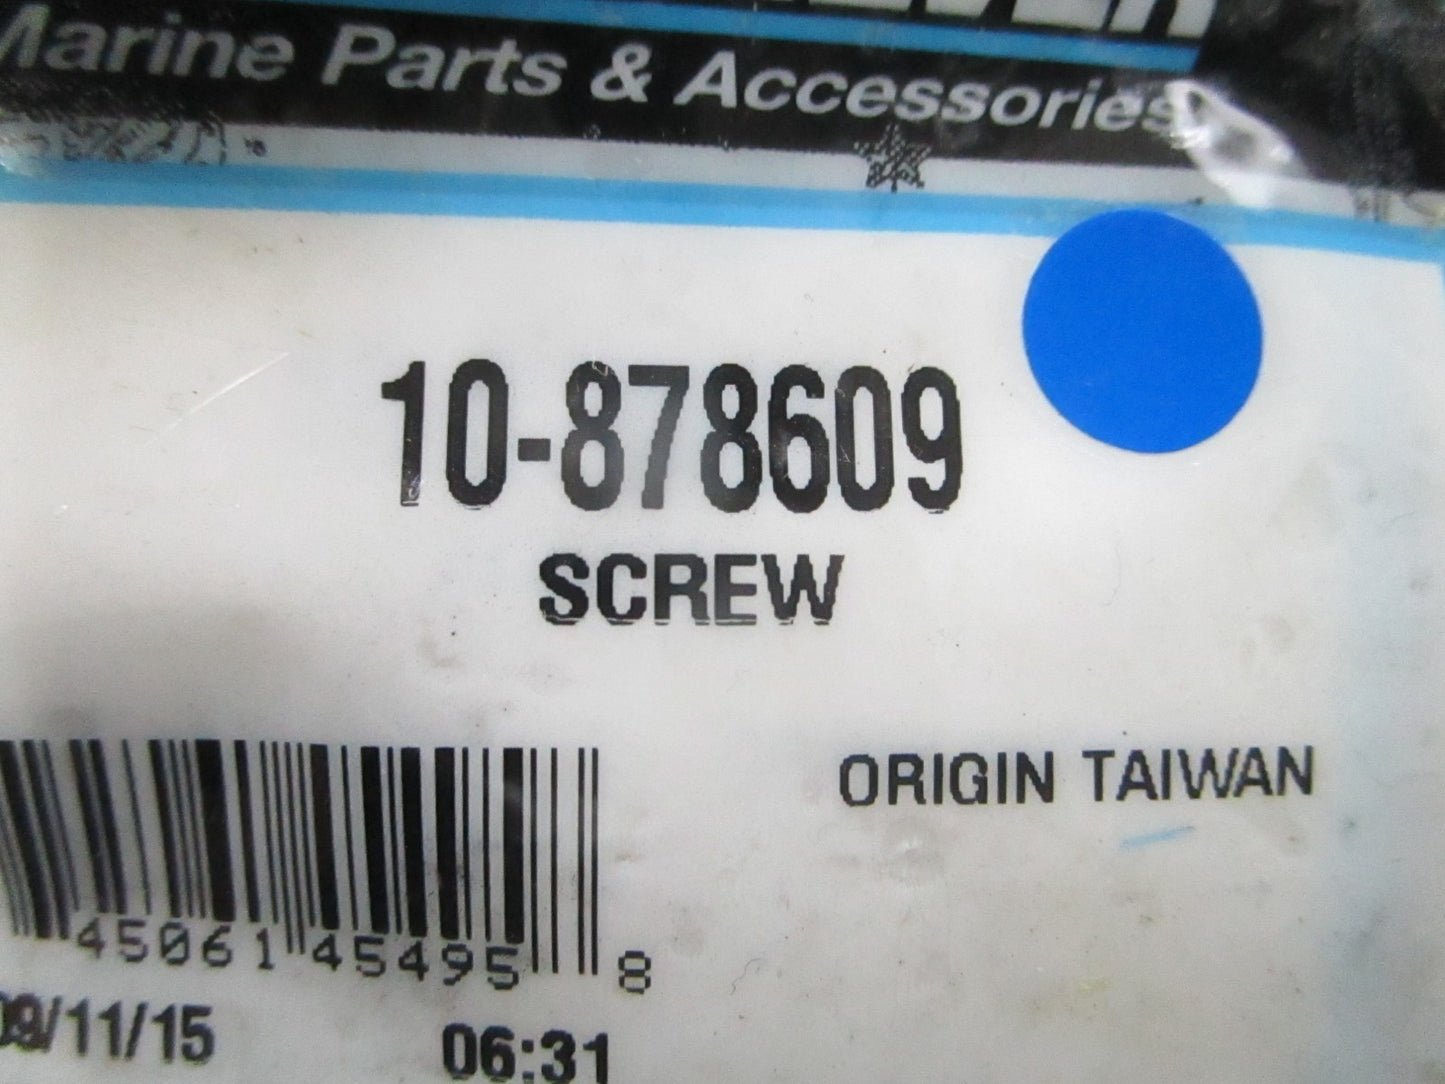 Marine Parts & Accessories
10-878609
SCREW
ORIGIN TAIWAN
45061 45495 8
09/11/15 06:31